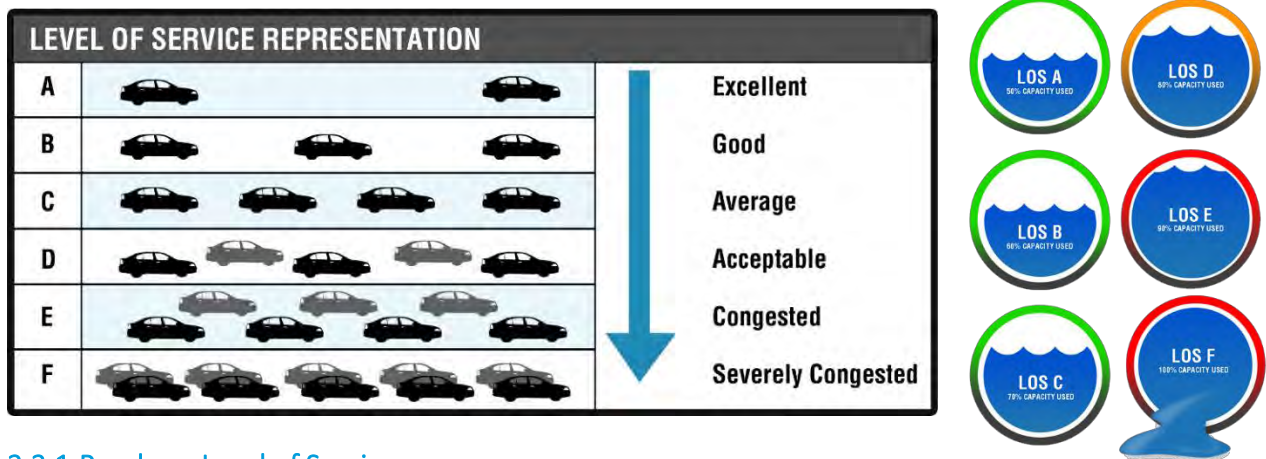 LEVEL OF SERVICE REPRESENTATION
A Excellent
B Good
C Average
D Acceptable
E Congested
F Severely Congested
LOS A
50% CAPACITY USED
LOS D
80% CAPACITY USED
LOS B
60% CAPACITY USED
LOS E
90% CAPACITY USED
LOS C
70% CAPACITY USED
LOS F
100% CAPACITY USED